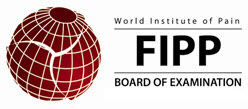 World Institute of Pain
FIPP
BOARD OF EXAMINATION